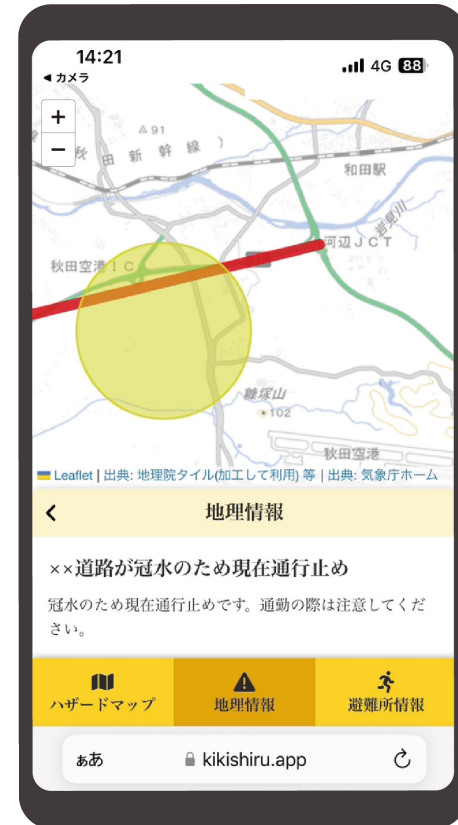 14:21
4G 88
◀ カメラ
+
△91
−
秋田新幹線）
和田駅
岩見川
河辺JCT
秋田空港IC
糠塚山
102
秋田空港
Leaflet | 出典: 地理院タイル(加工して利用) 等 | 出典: 気象庁ホーム
地理情報
××道路が冠水のため現在通行止め
冠水のため現在通行止めです。通勤の際は注意してくだ
さい。
ハザードマップ
地理情報
避難所情報
ぁあ
kikishiru.app